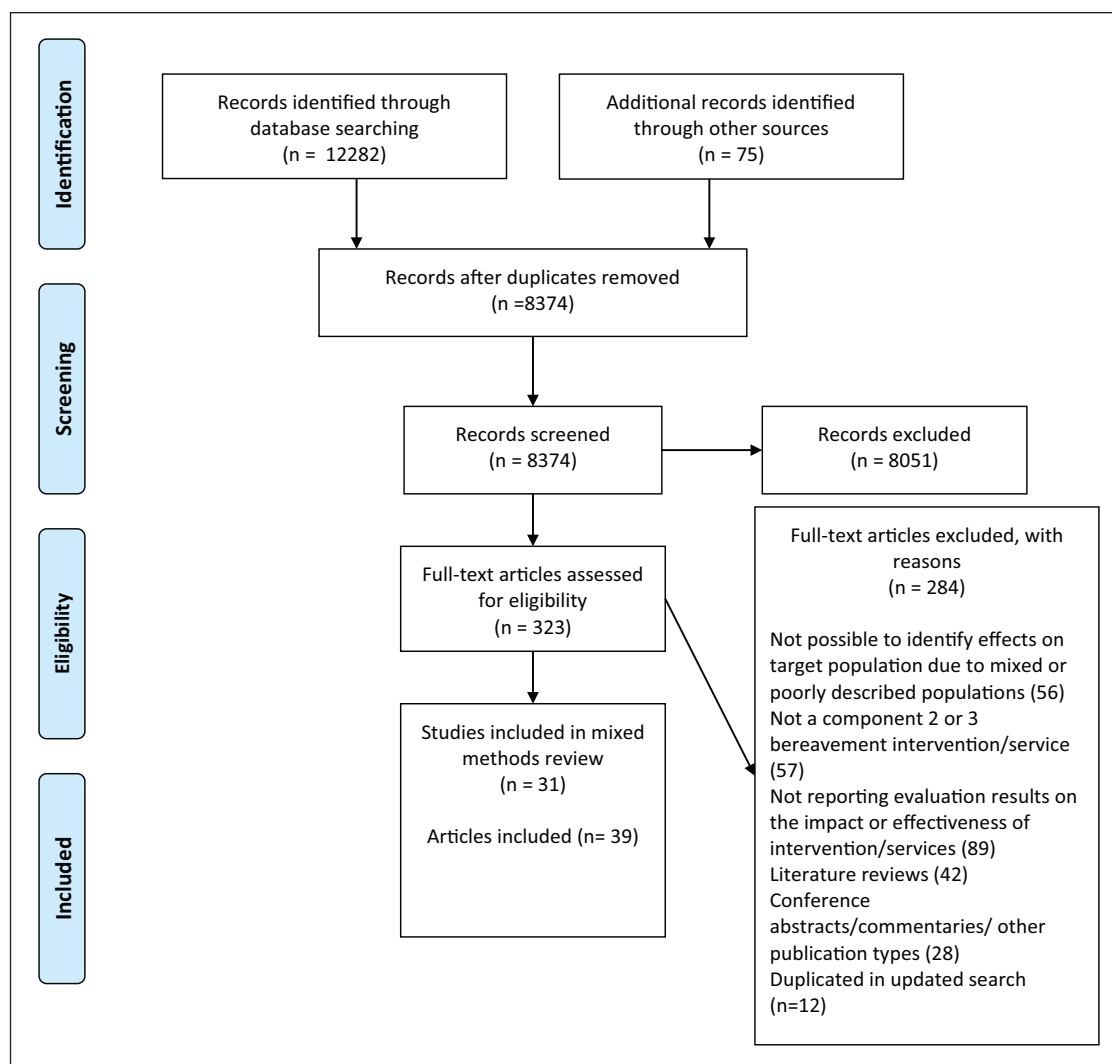 Identification
Records identified through
database searching
(n = 12282)
Additional records identified
through other sources
(n = 75)
Records after duplicates removed
(n =8374)
Screening
Records screened
(n = 8374)
Records excluded
(n = 8051)
Eligibility
Full-text articles assessed
for eligibility
(n = 323)
Full-text articles excluded, with
reasons
(n = 284)
Not possible to identify effects on
target population due to mixed or
poorly described populations (56)
Not a component 2 or 3
bereavement intervention/service
(57)
Not reporting evaluation results on
the impact or effectiveness of
intervention/services (89)
Literature reviews (42)
Conference
abstracts/commentaries/ other
publication types (28)
Duplicated in updated search
(n=12)
Included
Studies included in mixed
methods review
(n = 31)
Articles included (n= 39)